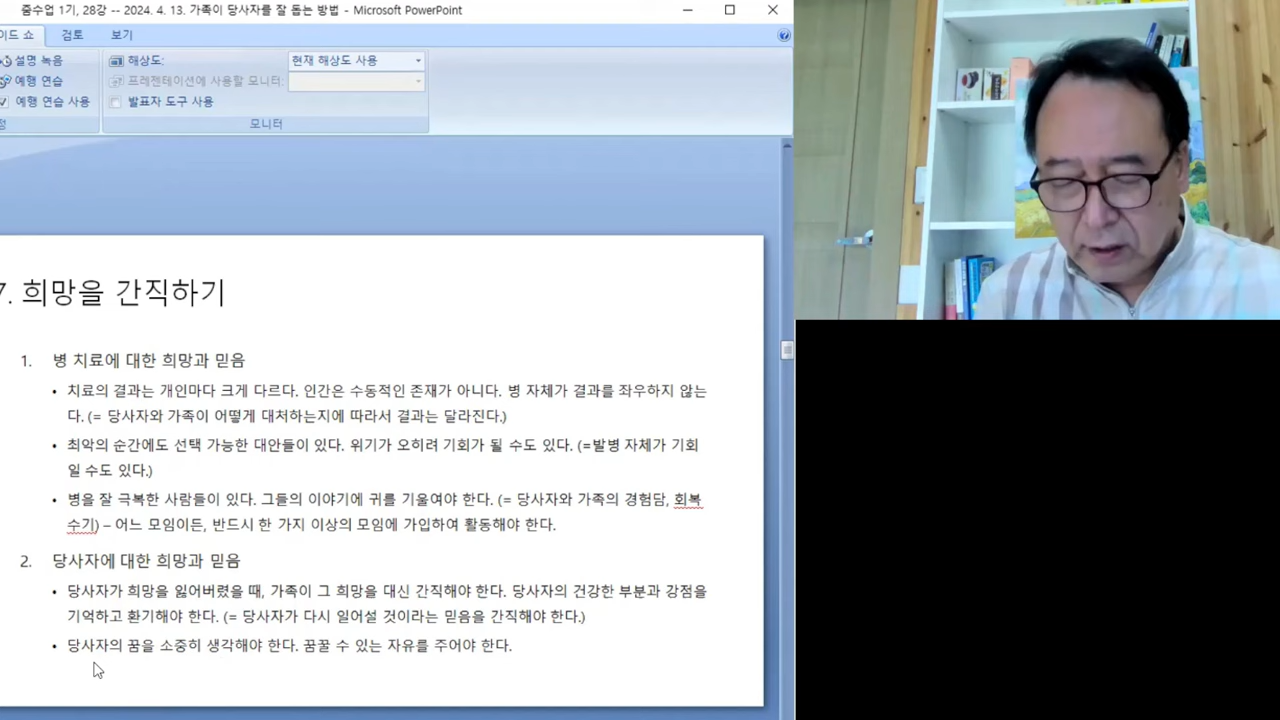 줌수업 1기, 28강 -- 2024. 4. 13. 가족이 당사자를 잘 돕는 방법 - Microsoft PowerPoint
이드 쇼 검토 보기
설명 녹음
예행 연습
예행 연습 사용
정
해상도: 현재 해상도 사용
프레젠테이션에 사용할 모니터:
발표자 도구 사용
모니터
7. 희망을 간직하기
1. 병 치료에 대한 희망과 믿음
• 치료의 결과는 개인마다 크게 다르다. 인간은 수동적인 존재가 아니다. 병 자체가 결과를 좌우하지 않는
다. (= 당사자와 가족이 어떻게 대처하는지에 따라서 결과는 달라진다.)
• 최악의 순간에도 선택 가능한 대안들이 있다. 위기가 오히려 기회가 될 수도 있다. (=발병 자체가 기회
일 수도 있다.)
• 병을 잘 극복한 사람들이 있다. 그들의 이야기에 귀를 기울여야 한다. (= 당사자와 가족의 경험담, 회복
수기) – 어느 모임이든, 반드시 한 가지 이상의 모임에 가입하여 활동해야 한다.
2. 당사자에 대한 희망과 믿음
• 당사자가 희망을 잃어버렸을 때, 가족이 그 희망을 대신 간직해야 한다. 당사자의 건강한 부분과 강점을
기억하고 환기해야 한다. (= 당사자가 다시 일어설 것이라는 믿음을 간직해야 한다.)
• 당사자의 꿈을 소중히 생각해야 한다. 꿈꿀 수 있는 자유를 주어야 한다.